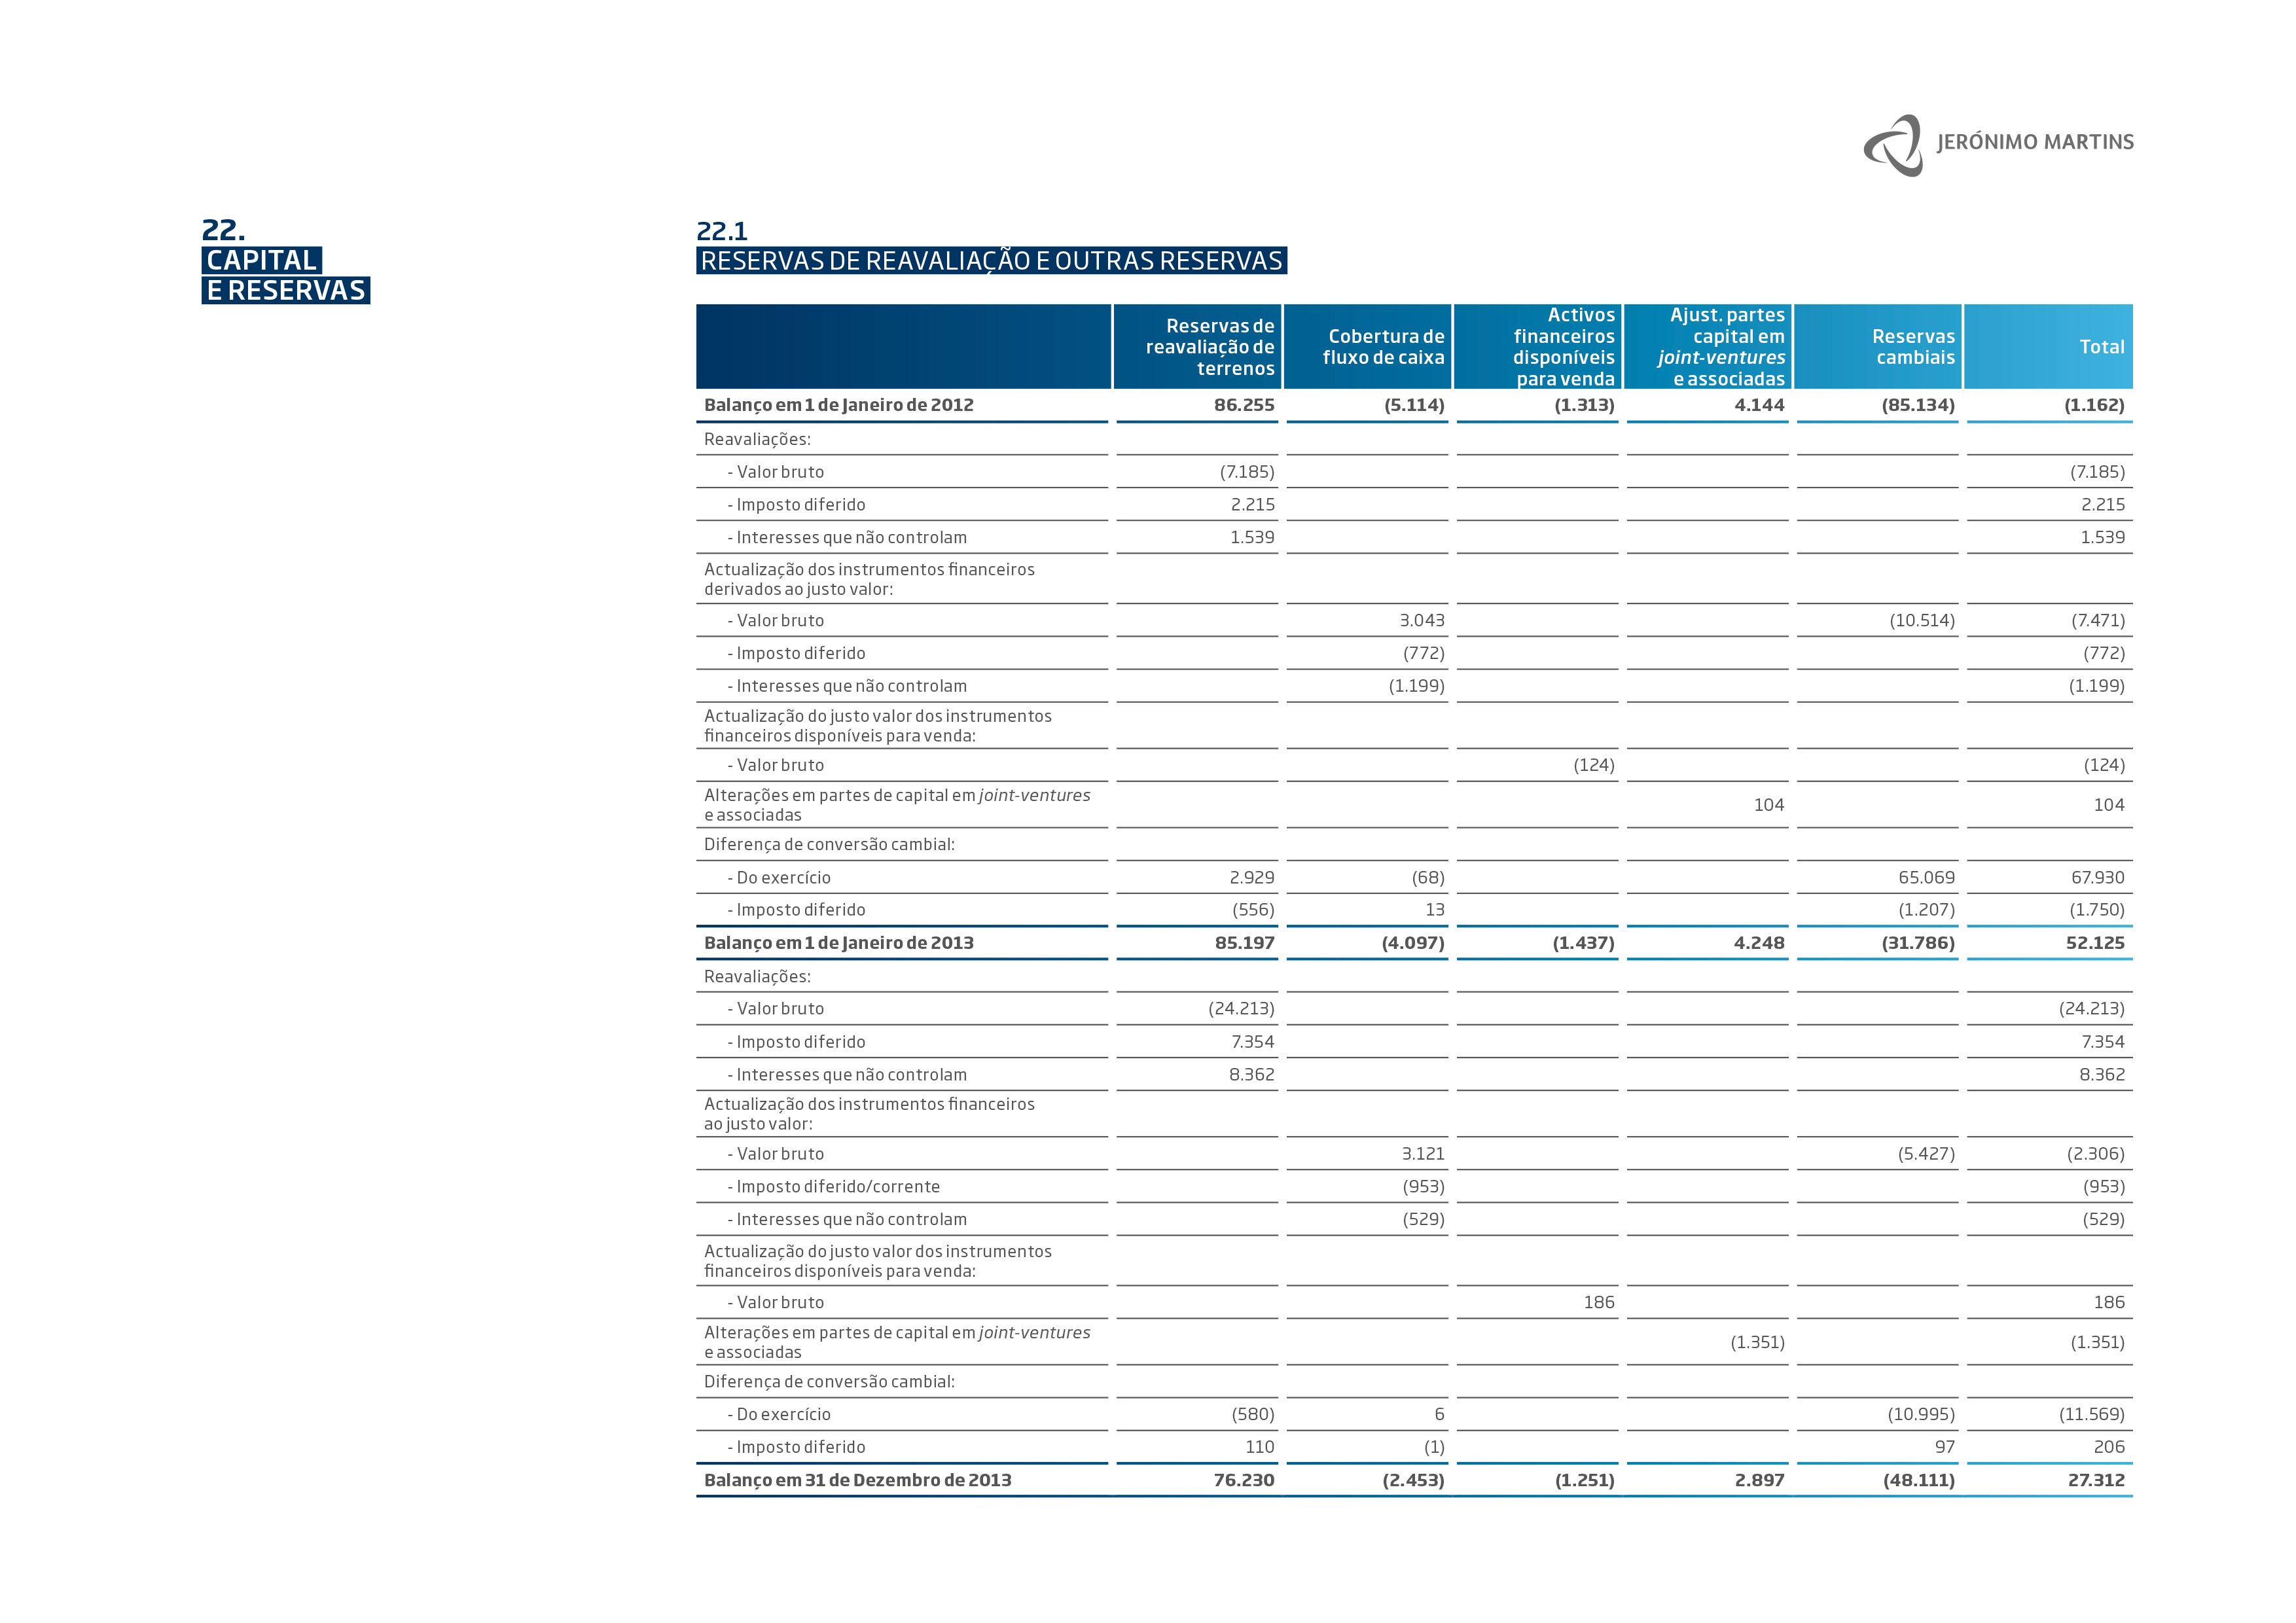 JERÓNIMO MARTINS
22.
CAPITAL
E RESERVAS
22.1
RESERVAS DE REAVALIAÇÃO E OUTRAS RESERVAS
Reservas de reavaliação de terrenos Cobertura de fluxo de caixa Activos financeiros disponíveis para venda Ajust. partes capital em joint-ventures e associadas Reservas cambiais Total
Balanço em 1 de Janeiro de 2012 86.255 (5.114) (1.313) 4.144 (85.134) (1.162)
Reavaliações:
- Valor bruto (7.185) (7.185)
- Imposto diferido 2.215 2.215
- Interesses que não controlam 1.539 1.539
Actualização dos instrumentos financeiros
derivados ao justo valor:
- Valor bruto 3.043 (10.514) (7.471)
- Imposto diferido (772) (772)
- Interesses que não controlam (1.199) (1.199)
Actualização do justo valor dos instrumentos
financeiros disponíveis para venda:
- Valor bruto (124) (124)
Alterações em partes de capital em joint-ventures
e associadas 104 104
Diferença de conversão cambial:
- Do exercício 2.929 (68) 65.069 67.930
- Imposto diferido (556) 13 (1.207) (1.750)
Balanço em 1 de Janeiro de 2013 85.197 (4.097) (1.437) 4.248 (31.786) 52.125
Reavaliações:
- Valor bruto (24.213) (24.213)
- Imposto diferido 7.354 7.354
- Interesses que não controlam 8.362 8.362
Actualização dos instrumentos financeiros
ao justo valor:
- Valor bruto 3.121 (5.427) (2.306)
- Imposto diferido/corrente (953) (953)
- Interesses que não controlam (529) (529)
Actualização do justo valor dos instrumentos
financeiros disponíveis para venda:
- Valor bruto 186 186
Alterações em partes de capital em joint-ventures
e associadas (1.351) (1.351)
Diferença de conversão cambial:
- Do exercício (580) 6 (10.995) (11.569)
- Imposto diferido 110 (1) 97 206
Balanço em 31 de Dezembro de 2013 76.230 (2.453) (1.251) 2.897 (48.111) 27.312